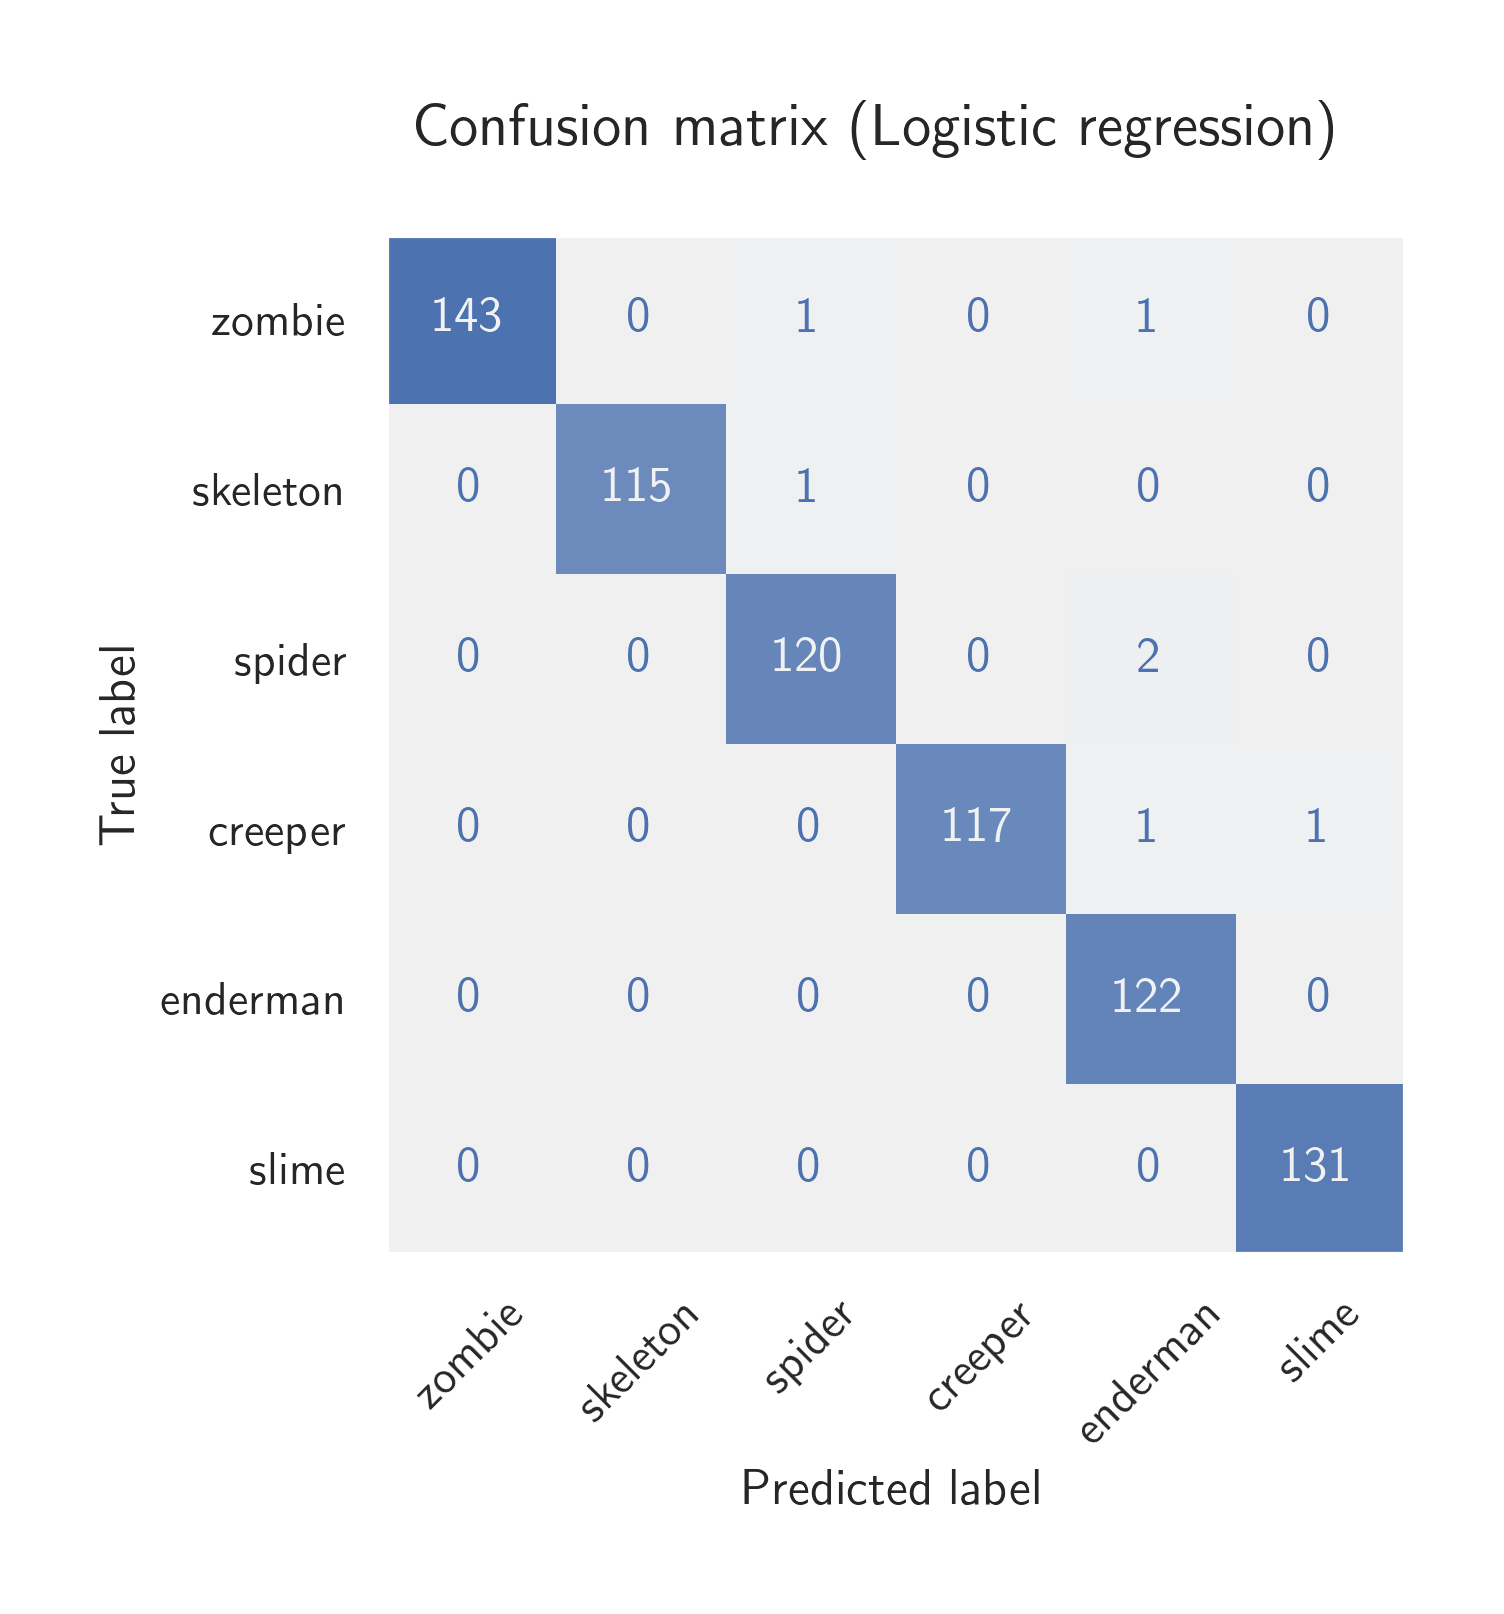 Confusion matrix (Logistic regression)
zombie 143 0 1 0 1 0
skeleton 0 115 1 0 0 0
spider 0 0 120 0 2 0
creeper 0 0 0 117 1 1
enderman 0 0 0 0 122 0
slime 0 0 0 0 0 131
True label
zombie skeleton spider creeper enderman slime
Predicted label